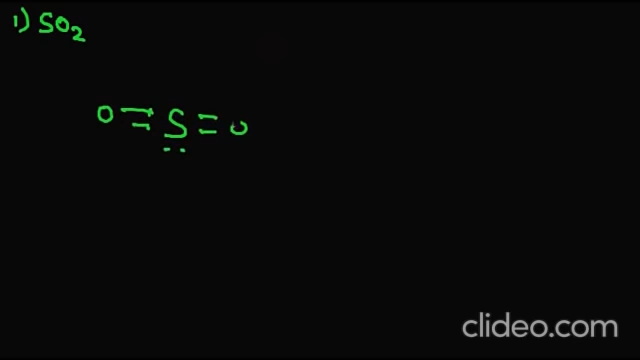 1) SO2
O = S = O
clideo.com